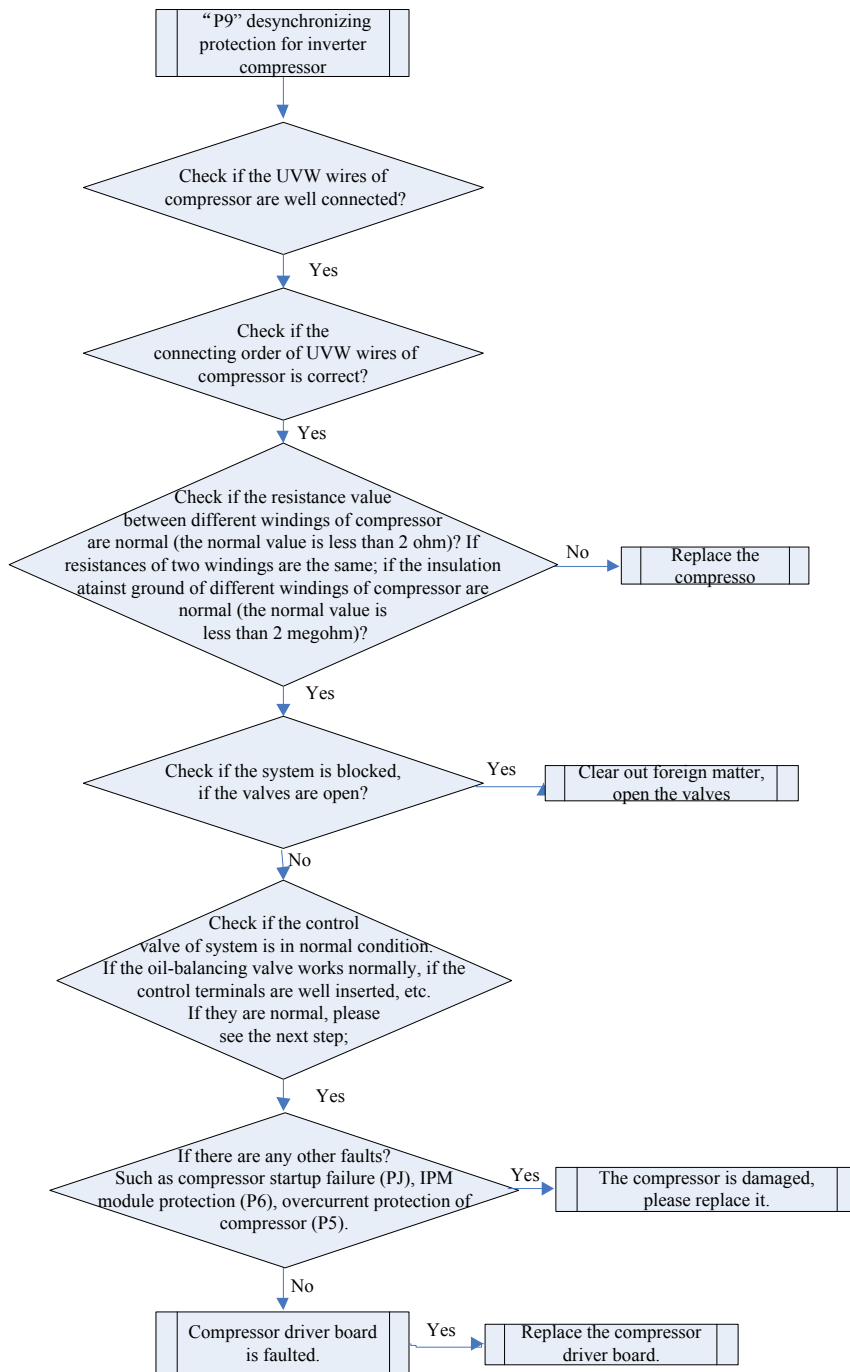 “P9” desynchronizing
protection for inverter
compressor
Check if the UVW wires of
compressor are well connected?
Yes
Check if the
connecting order of UVW wires of
compressor is correct?
Yes
Check if the resistance value
between different windings of compressor
are normal (the normal value is less than 2 ohm)? If
resistances of two windings are the same; if the insulation
atainst ground of different windings of compressor are
normal (the normal value is
less than 2 megohm)?
No
Replace the
compresso
Yes
Check if the system is blocked,
if the valves are open?
Yes
Clear out foreign matter,
open the valves
No
Check if the control
valve of system is in normal condition.
If the oil-balancing valve works normally, if the
control terminals are well inserted, etc.
If they are normal, please
see the next step;
Yes
If there are any other faults?
Such as compressor startup failure (PJ), IPM
module protection (P6), overcurrent protection of
compressor (P5).
Yes
The compressor is damaged,
please replace it.
No
Compressor driver board
is faulted.
Yes
Replace the compressor
driver board.